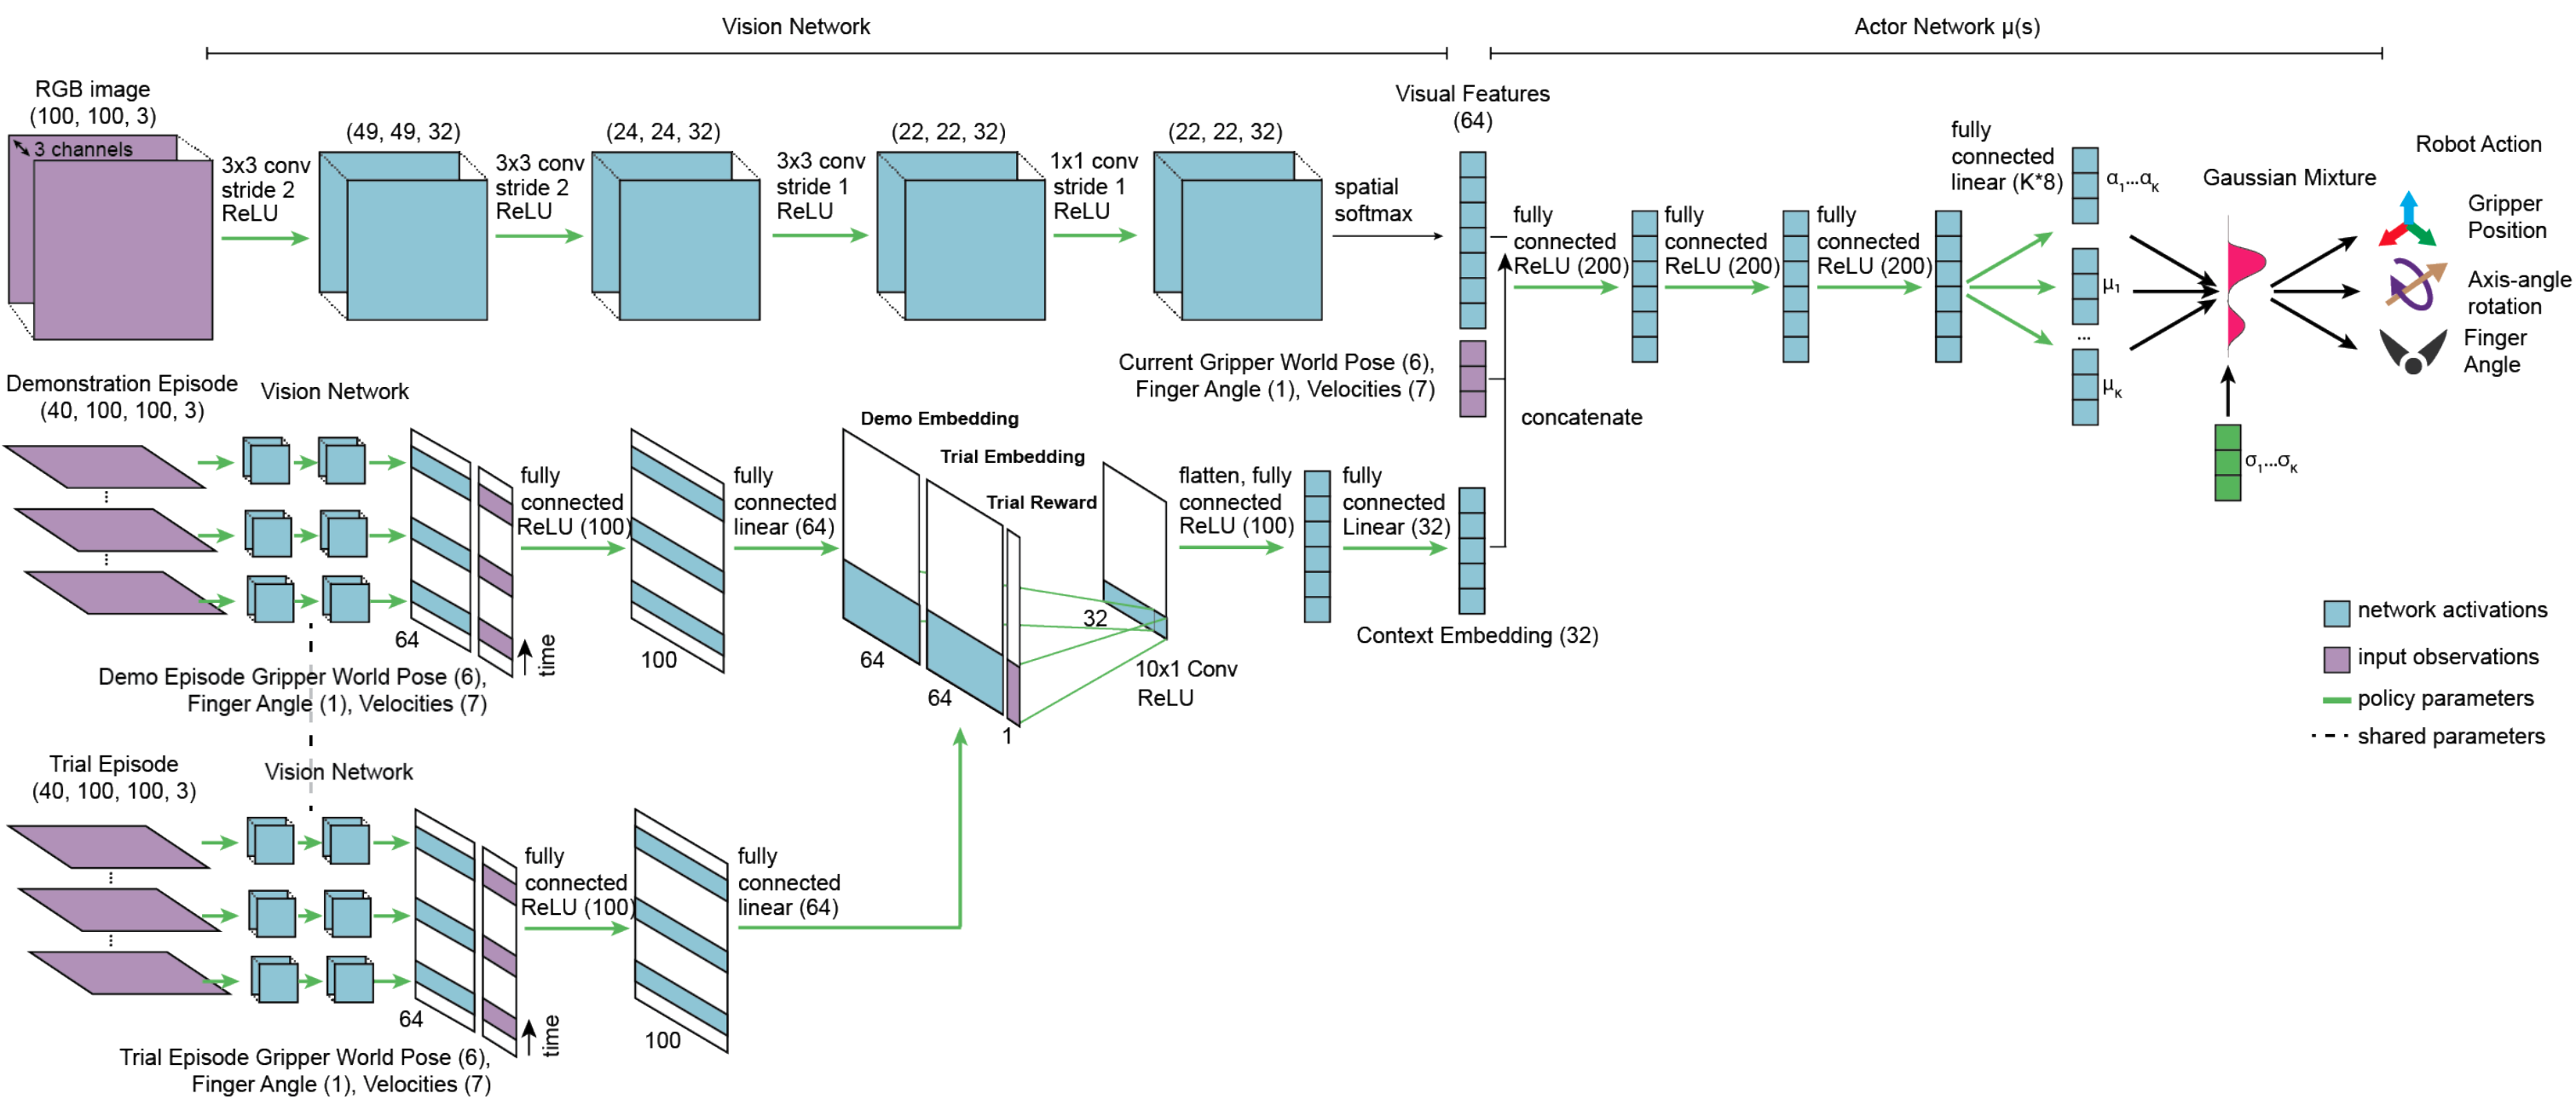 Vision Network
Actor Network μ(s)
RGB image
(100, 100, 3)
3 channels
3x3 conv
stride 2
ReLU
(49, 49, 32)
3x3 conv
stride 2
ReLU
(24, 24, 32)
3x3 conv
stride 1
ReLU
(22, 22, 32)
1x1 conv
stride 1
ReLU
(22, 22, 32)
spatial
softmax
Visual Features
(64)
fully
connected
ReLU (200)
fully
connected
ReLU (200)
fully
connected
ReLU (200)
fully
connected
linear (K*8)
α₁...αK
μ₁
...
μK
Gaussian Mixture
σ₁...σK
Robot Action
Gripper
Position
Axis-angle
rotation
Finger
Angle
Current Gripper World Pose (6),
Finger Angle (1), Velocities (7)
concatenate
Demonstration Episode
(40, 100, 100, 3)
Vision Network
64
time
Demo Episode Gripper World Pose (6),
Finger Angle (1), Velocities (7)
fully
connected
ReLU (100)
100
fully
connected
linear (64)
Demo Embedding
Trial Embedding
Trial Reward
64
64
1
32
10x1 Conv
ReLU
flatten, fully
connected
ReLU (100)
fully
connected
Linear (32)
Context Embedding (32)
Trial Episode
(40, 100, 100, 3)
Vision Network
64
time
Trial Episode Gripper World Pose (6),
Finger Angle (1), Velocities (7)
fully
connected
ReLU (100)
100
fully
connected
linear (64)
network activations
input observations
policy parameters
shared parameters